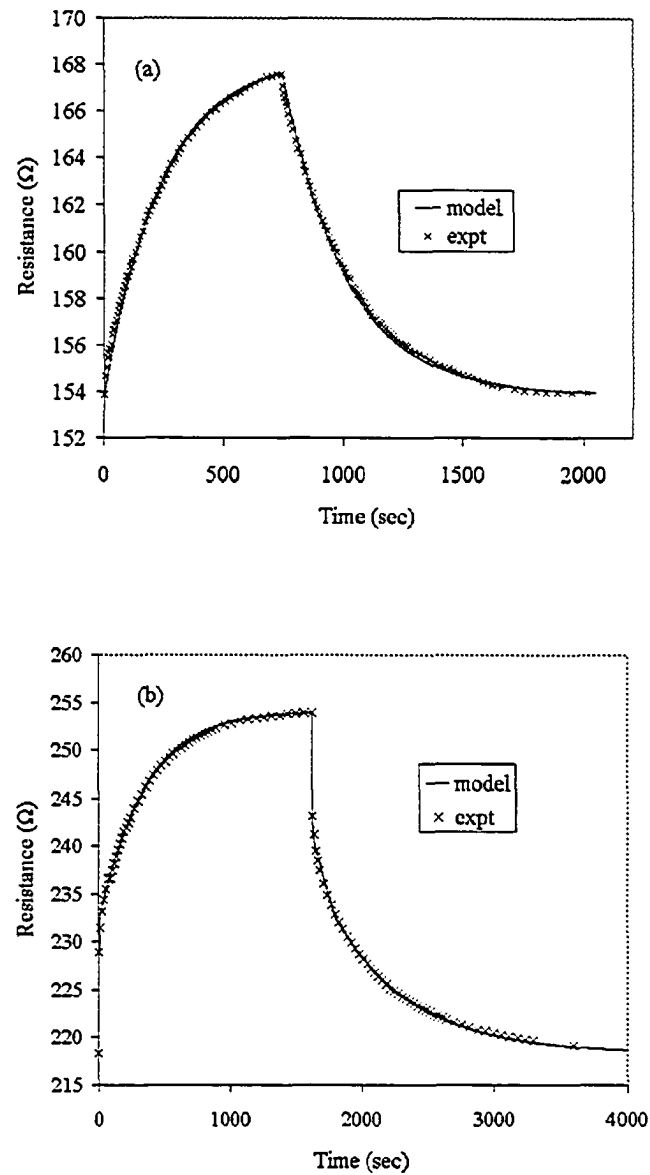 170
168
166
164
162
160
158
156
154
152
Resistance (Ω)
(a)
model
expt
0 500 1000 1500 2000
Time (sec)
260
255
250
245
240
235
230
225
220
215
Resistance (Ω)
(b)
model
expt
0 1000 2000 3000 4000
Time (sec)